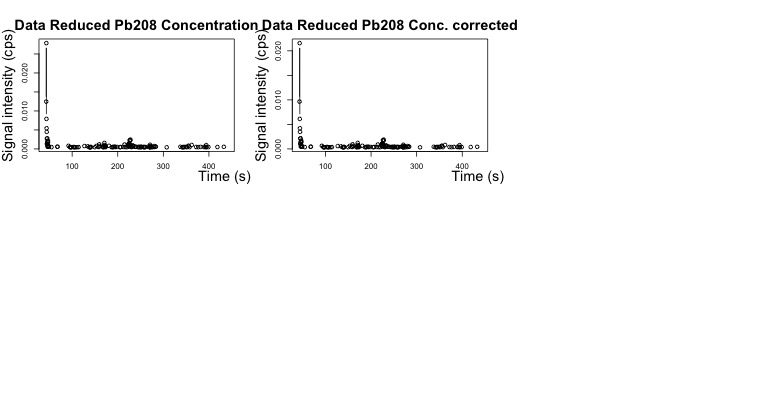 Data Reduced Pb208 Concentration
Signal intensity (cps)
0.020
0.010
0.000
100 200 300 400
Time (s)
Data Reduced Pb208 Conc. corrected
Signal intensity (cps)
0.020
0.010
0.000
100 200 300 400
Time (s)